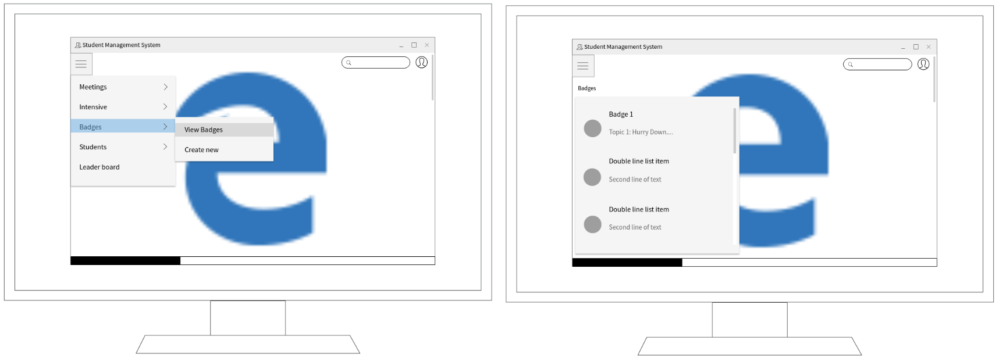 Student Management System
Meetings
Intensive
Badges
Students
Leader board
View Badges
Create new
Student Management System
Badges
Badge 1
Topic 1: Hurry Down....
Double line list item
Second line of text
Double line list item
Second line of text